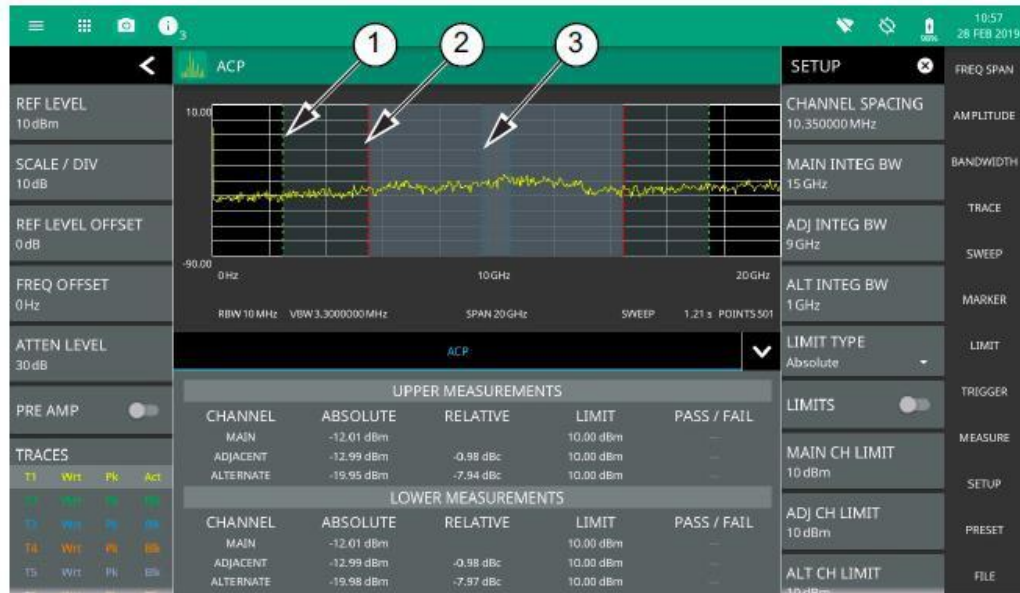 3
10:57
28 FEB 2019
1
2
3
ACP
SETUP
REF LEVEL
10 dBm
SCALE / DIV
10 dB
REF LEVEL OFFSET
0 dB
FREQ OFFSET
0 Hz
ATTEN LEVEL
30 dB
PRE AMP
TRACES
T1 Wrt Pk Act
T4 Wrt Pk Blk
T5 Wrt Pk Blk
10.00
-90.00
0 Hz 10 GHz 20 GHz
RBW 10 MHz VBW 3.3000000 MHz SPAN 20 GHz SWEEP 1.21 s POINTS 501
ACP
UPPER MEASUREMENTS
CHANNEL ABSOLUTE RELATIVE LIMIT PASS / FAIL
MAIN -12.01 dBm 10.00 dBm ---
ADJACENT -12.99 dBm -0.98 dBc 10.00 dBm ---
ALTERNATE -19.95 dBm -7.94 dBc 10.00 dBm ---
LOWER MEASUREMENTS
CHANNEL ABSOLUTE RELATIVE LIMIT PASS / FAIL
MAIN -12.01 dBm 10.00 dBm ---
ADJACENT -12.99 dBm -0.98 dBc 10.00 dBm ---
ALTERNATE -19.98 dBm -7.97 dBc 10.00 dBm ---
CHANNEL SPACING
10.350000 MHz
MAIN INTEG BW
15 GHz
ADJ INTEG BW
9 GHz
ALT INTEG BW
1 GHz
LIMIT TYPE
Absolute
LIMITS
MAIN CH LIMIT
10 dBm
ADJ CH LIMIT
10 dBm
ALT CH LIMIT
10 dBm
FREQ SPAN
AMPLITUDE
BANDWIDTH
TRACE
SWEEP
MARKER
LIMIT
TRIGGER
MEASURE
SETUP
PRESET
FILE